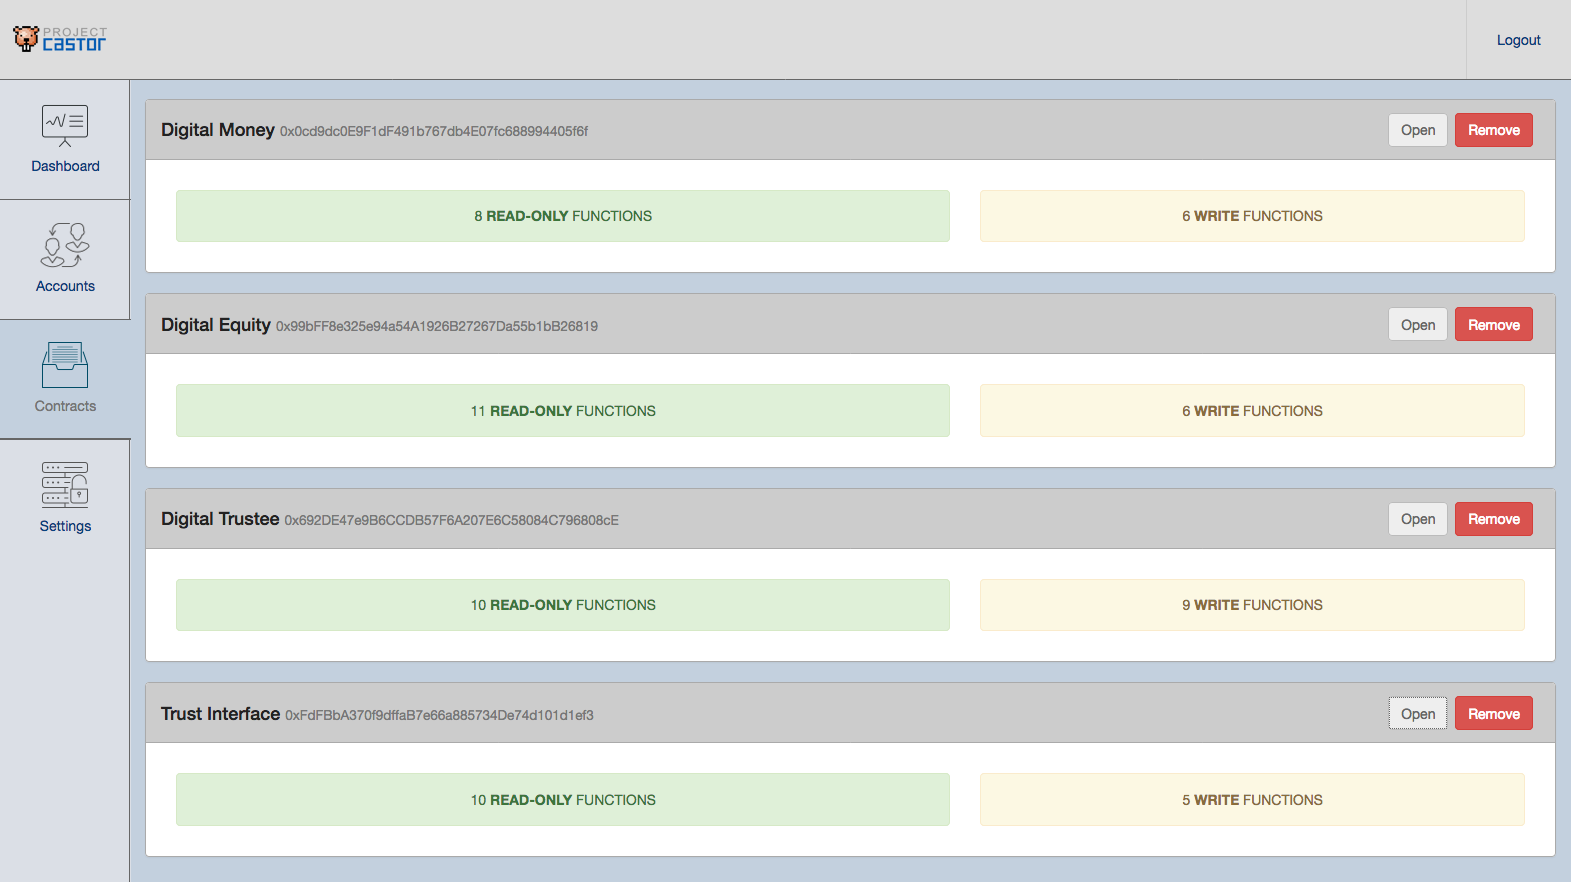 PROJECT
CASTOR
Logout
Dashboard
Accounts
Contracts
Settings
Digital Money 0x0cd9dc0E9F1dF491b767db4E07fc688994405f6f
Open Remove
8 READ-ONLY FUNCTIONS
6 WRITE FUNCTIONS
Digital Equity 0x99bFF8e325e94a54A1926B27267Da55b1bB26819
Open Remove
11 READ-ONLY FUNCTIONS
6 WRITE FUNCTIONS
Digital Trustee 0x692DE47e9B6CCDB57F6A207E6C58084C796808cE
Open Remove
10 READ-ONLY FUNCTIONS
9 WRITE FUNCTIONS
Trust Interface 0xFdFBbA370f9dffaB7e66a885734De74d101d1ef3
Open Remove
10 READ-ONLY FUNCTIONS
5 WRITE FUNCTIONS